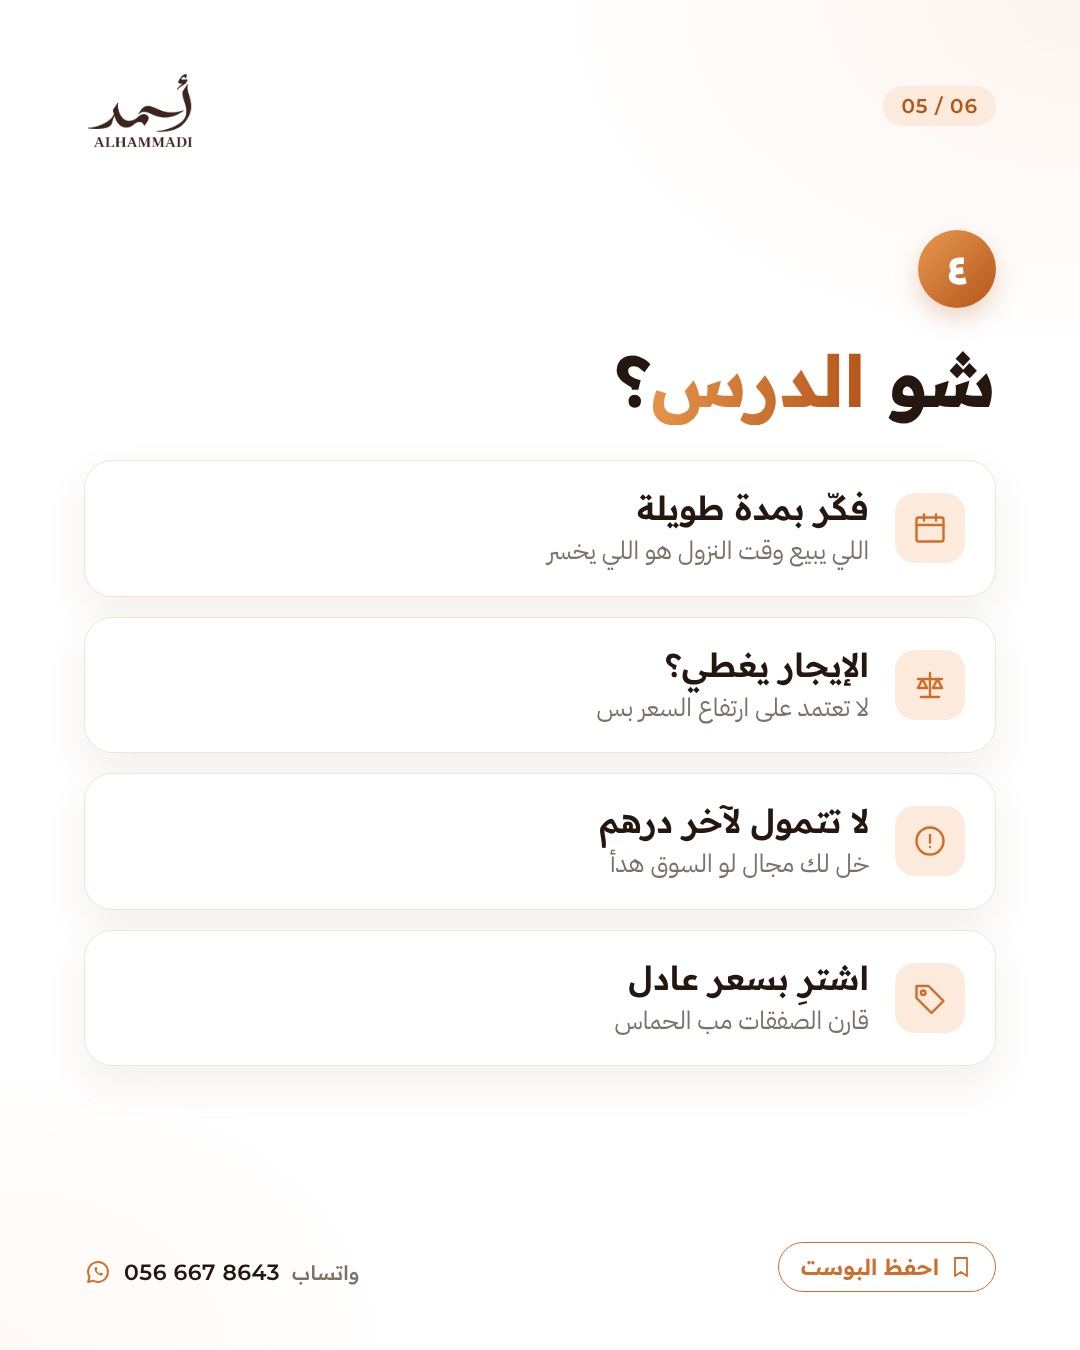 أحمد
ALHAMMADI
05 / 06
٤
شو الدرس؟
فكّر بمدة طويلة
اللي يبيع وقت النزول هو اللي يخسر
الإيجار يغطي؟
لا تعتمد على ارتفاع السعر بس
لا تتمول لآخر درهم
خل لك مجال لو السوق هدأ
اشترِ بسعر عادل
قارن الصفقات مب الحماس
احفظ البوست
واتساب 056 667 8643